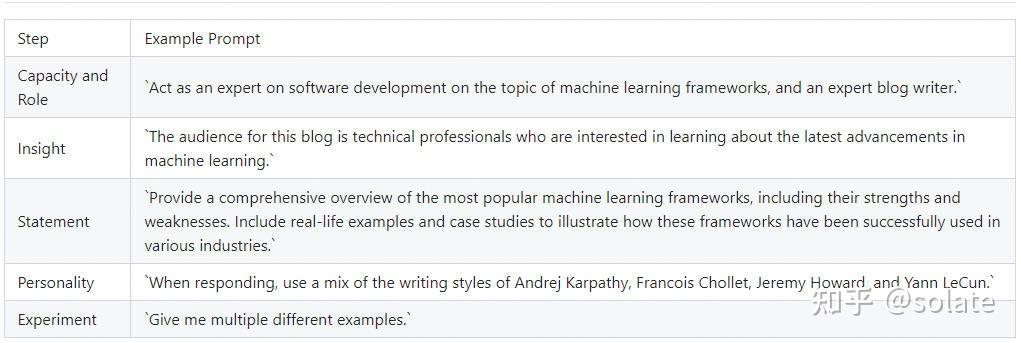 Step
Example Prompt
Capacity and
Role
`Act as an expert on software development on the topic of machine learning frameworks, and an expert blog writer.`
Insight
`The audience for this blog is technical professionals who are interested in learning about the latest advancements in
machine learning.`
Statement
`Provide a comprehensive overview of the most popular machine learning frameworks, including their strengths and
weaknesses. Include real-life examples and case studies to illustrate how these frameworks have been successfully used in
various industries.`
Personality
`When responding, use a mix of the writing styles of Andrej Karpathy, Francois Chollet, Jeremy Howard, and Yann LeCun.`
Experiment
`Give me multiple different examples.`
知乎 @solate